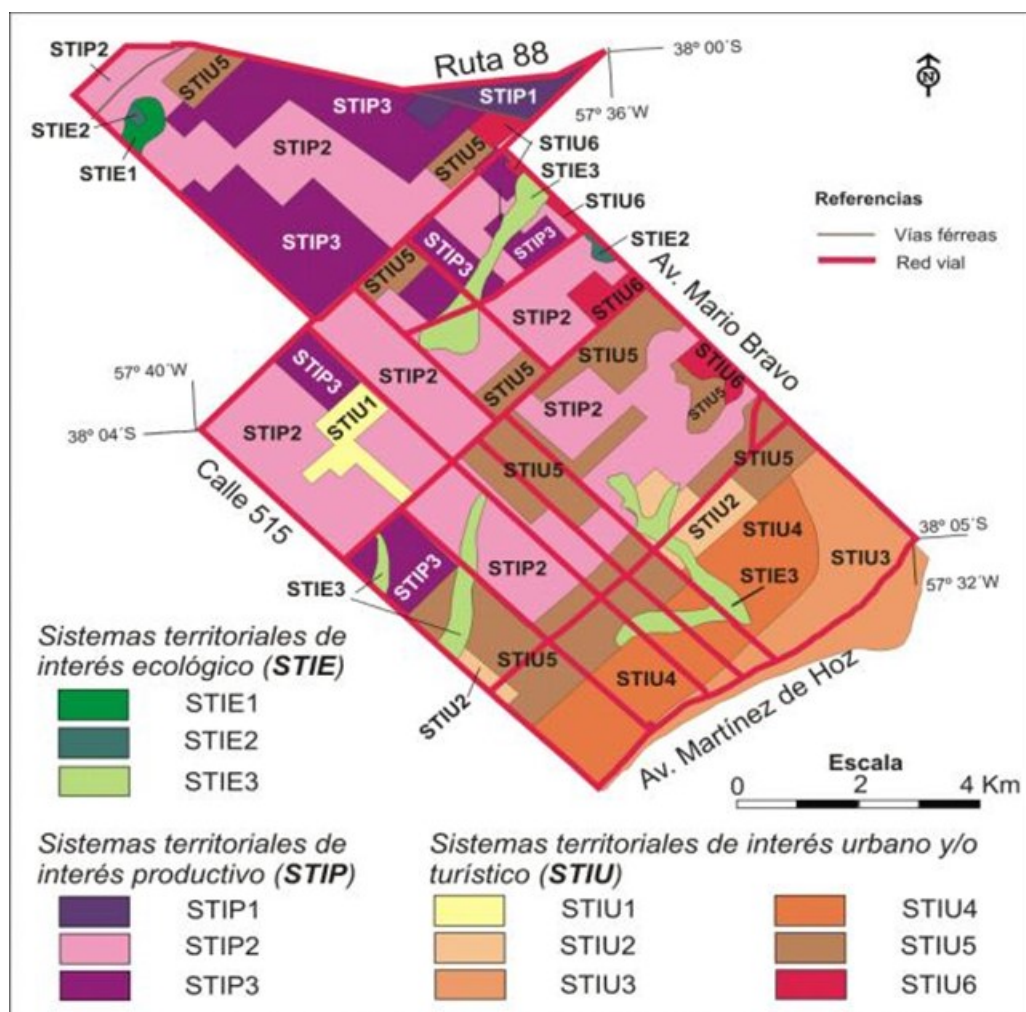 STIP2
Ruta 88
38° 00´S
N
STIU5
STIP1
57° 36´W
STIP3
STIE2
STIP2
STIU6
STIE1
STIU5
STIE3
STIU6
Referencias
STIE2
Vías férreas
STIP3
STIP3
STIP3
Red vial
STIU5
Av. Mario Bravo
STIP2
STIU6
57° 40´W
STIP3
STIP2
STIU5
STIU6
STIU5
STIU5
38° 04´S
STIP2
STIU1
STIP2
Calle 515
STIU5
STIU5
STIU2
STIU4
38° 05´S
STIU3
STIP3
STIP2
STIE3
57° 32´W
STIE3
STIU5
STIU4
STIU2
Av. Martínez de Hoz
Sistemas territoriales de
interés ecológico (STIE)
STIE1
STIE2
STIE3
Escala
0 2 4 Km
Sistemas territoriales de
interés productivo (STIP)
STIP1
STIP2
STIP3
Sistemas territoriales de interés urbano y/o
turístico (STIU)
STIU1
STIU2
STIU3
STIU4
STIU5
STIU6